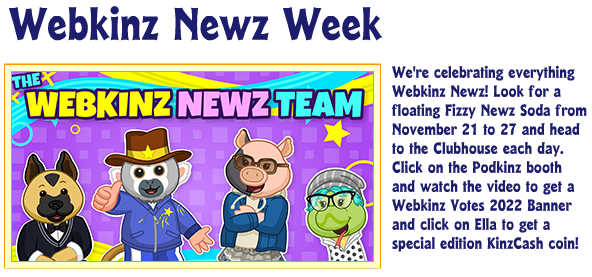 Webkinz Newz Week
THE
WEBKINZ NEWZ TEAM
We're celebrating everything
Webkinz Newz! Look for a
floating Fizzy Newz Soda from
November 21 to 27 and head
to the Clubhouse each day.
Click on the Podkinz booth
and watch the video to get a
Webkinz Votes 2022 Banner
and click on Ella to get a
special edition KinzCash coin!